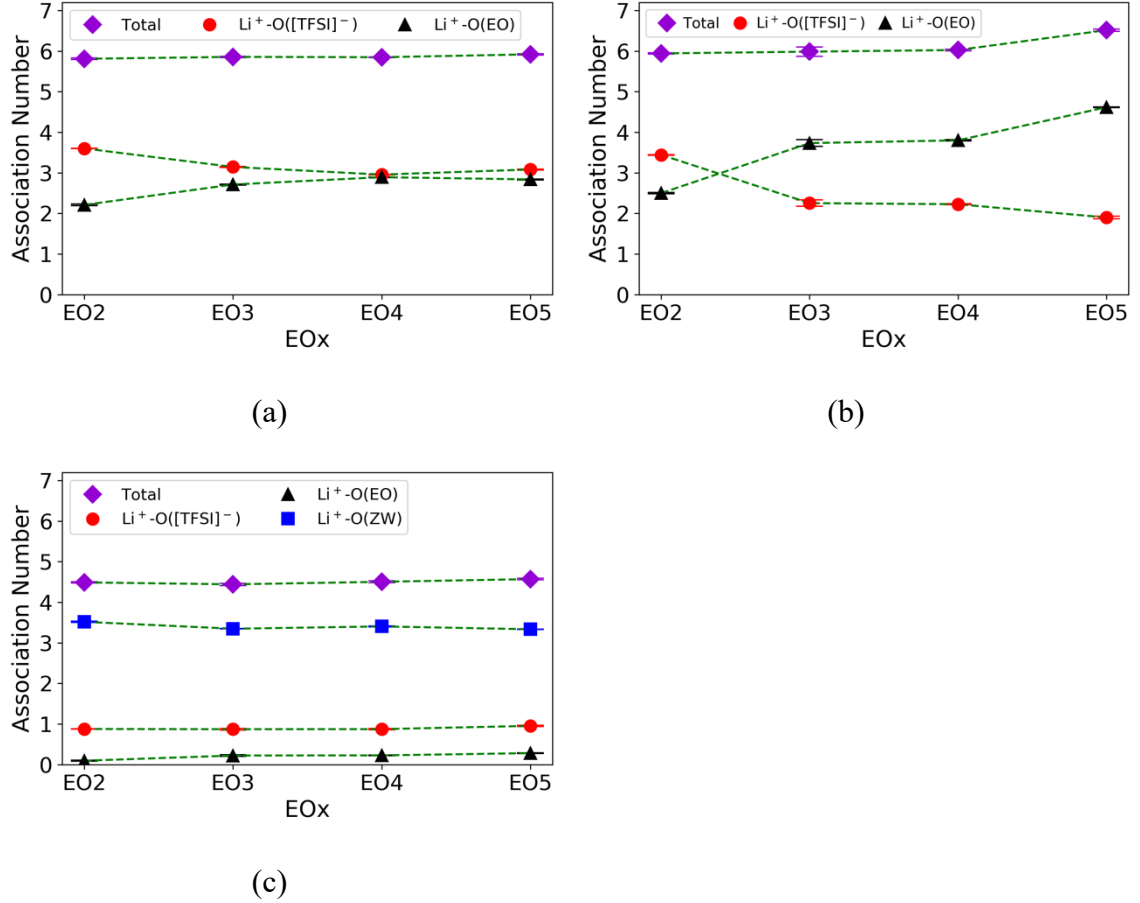 Total Li⁺-O([TFSI]⁻) Li⁺-O(EO)
Association Number
7
6
5
4
3
2
1
0
EO2 EO3 EO4 EO5
EOx
(a)
Total Li⁺-O([TFSI]⁻) Li⁺-O(EO)
Association Number
7
6
5
4
3
2
1
0
EO2 EO3 EO4 EO5
EOx
(b)
Total Li⁺-O(EO)
Li⁺-O([TFSI]⁻) Li⁺-O(ZW)
Association Number
7
6
5
4
3
2
1
0
EO2 EO3 EO4 EO5
EOx
(c)